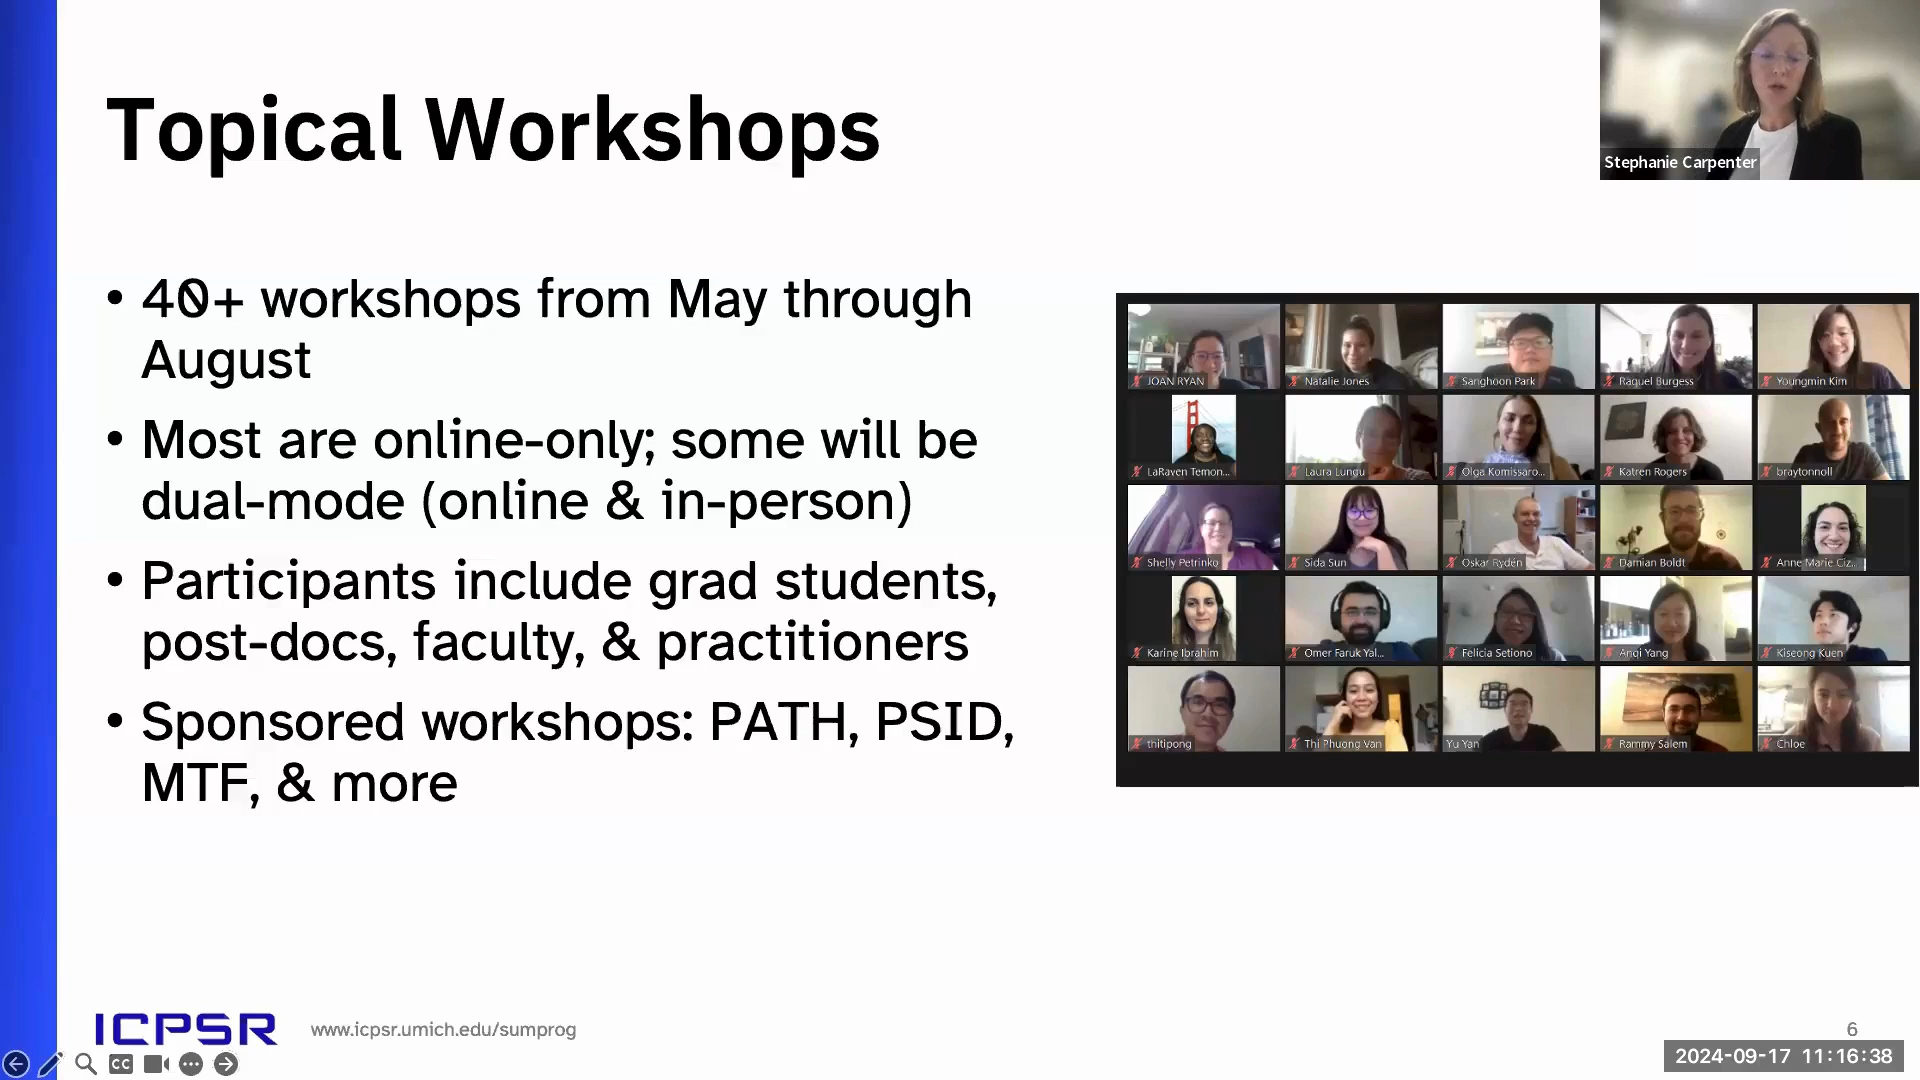 Topical Workshops
Stephanie Carpenter
• 40+ workshops from May through
August
• Most are online-only; some will be
dual-mode (online & in-person)
• Participants include grad students,
post-docs, faculty, & practitioners
• Sponsored workshops: PATH, PSID,
MTF, & more
JOAN RYAN
Natalie Jones
Sanghoon Park
Raquel Burgess
Youngmin Kim
LaRaven Temon...
Laura Lungu
Olga Komissaro...
Katren Rogers
braytonnoll
Shelly Petrinko
Sida Sun
Oskar Rydén
Damian Boldt
Anne Marie Ciz...
Karine Ibrahim
Omer Faruk Yal...
Felicia Setiono
Anqi Yang
Kiseong Kuen
thitipong
Thi Phuong Van
Yu Yan
Rammy Salem
Chloe
ICPSR
www.icpsr.umich.edu/sumprog
6
CC
2024-09-17 11:16:38